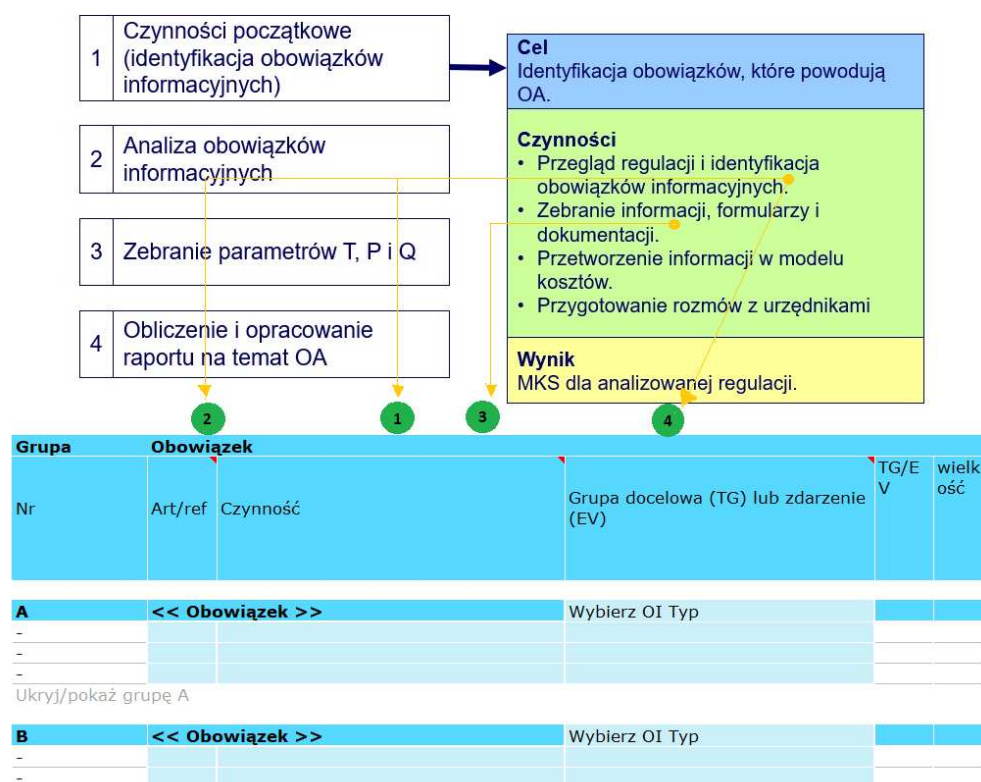 1
Czynności początkowe
(identyfikacja obowiązków
informacyjnych)
2
Analiza obowiązków
informacyjnych
3
Zebranie parametrów T, P i Q
4
Obliczenie i opracowanie
raportu na temat OA
Cel
Identyfikacja obowiązków, które powodują
OA.
Czynności
• Przegląd regulacji i identyfikacja
obowiązków informacyjnych.
• Zebranie informacji, formularzy i
dokumentacji.
• Przetworzenie informacji w modelu
kosztów.
• Przygotowanie rozmów z urzędnikami
Wynik
MKS dla analizowanej regulacji.
2 1 3 4
Grupa Obowiązek
Nr Art/ref Czynność
Grupa docelowa (TG) lub zdarzenie
(EV)
TG/E
V
wielk
ość
A << Obowiązek >> Wybierz OI Typ
-
-
-
Ukryj/pokaż grupę A
B << Obowiązek >> Wybierz OI Typ
-
-